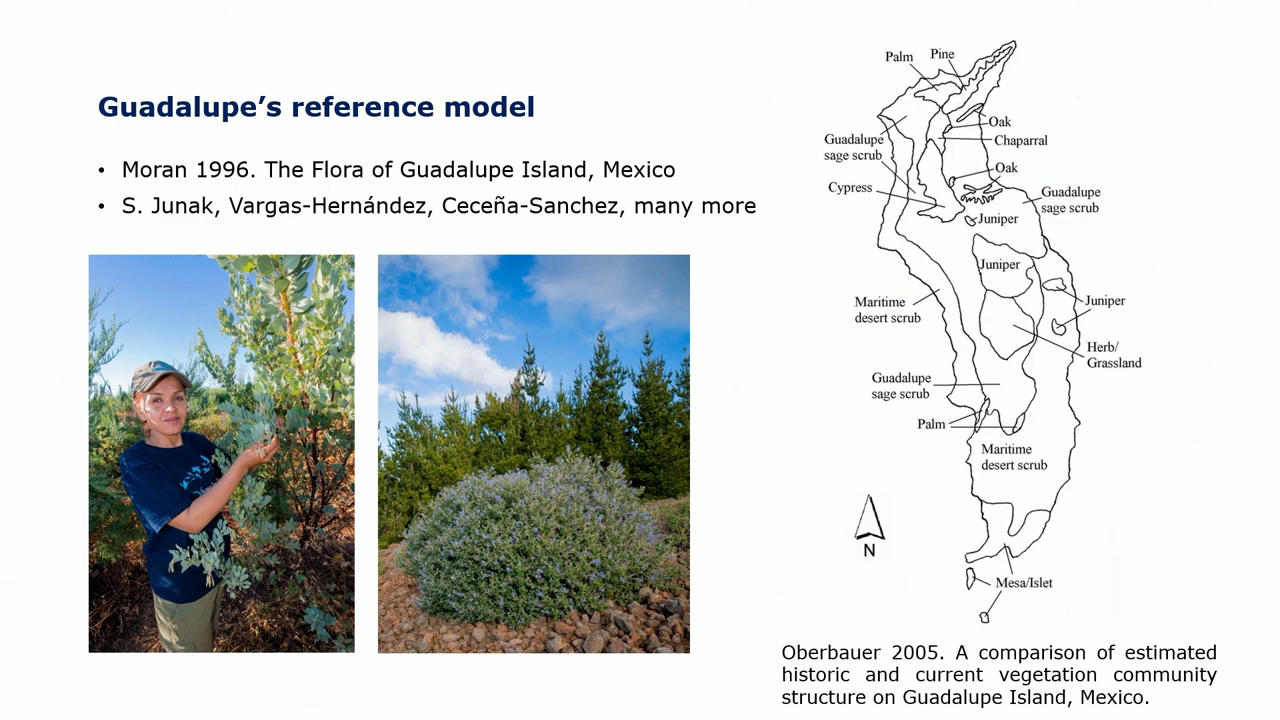 Guadalupe’s reference model
• Moran 1996. The Flora of Guadalupe Island, Mexico
• S. Junak, Vargas-Hernández, Ceceña-Sanchez, many more
Palm
Pine
Oak
Guadalupe
sage scrub
Chaparral
Oak
Cypress
Guadalupe
sage scrub
Juniper
Juniper
Maritime
desert scrub
Juniper
Herb/
Grassland
Guadalupe
sage scrub
Palm
Maritime
desert scrub
N
Mesa/Islet
Oberbauer 2005. A comparison of estimated
historic and current vegetation community
structure on Guadalupe Island, Mexico.